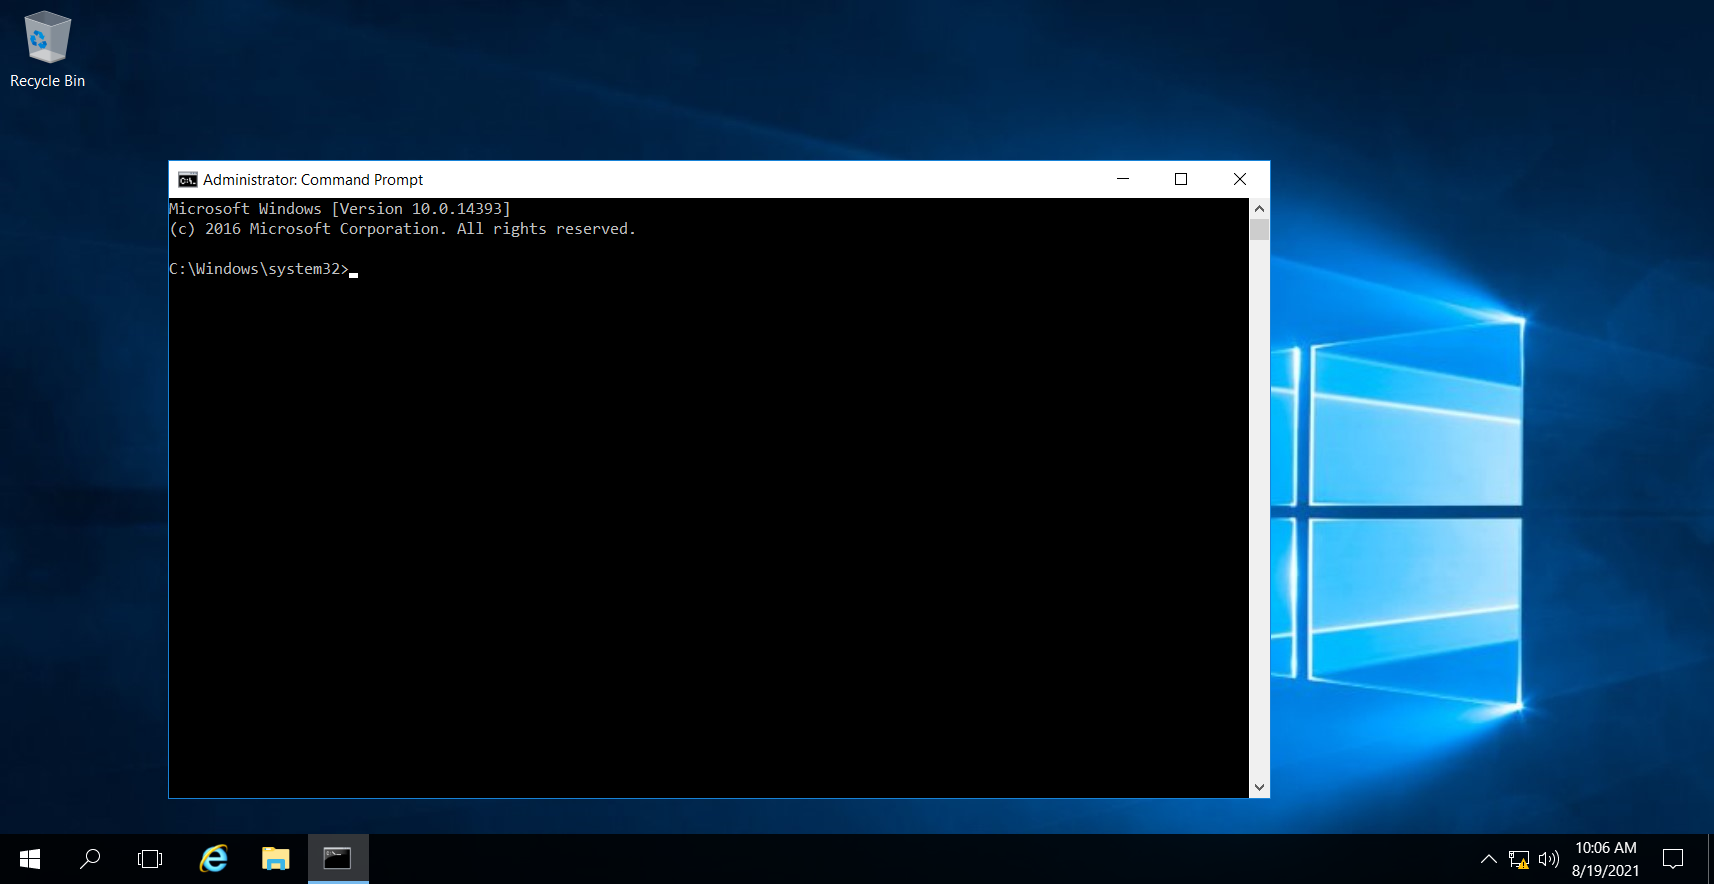 Recycle Bin
Administrator: Command Prompt
Microsoft Windows [Version 10.0.14393]
(c) 2016 Microsoft Corporation. All rights reserved.
C:\Windows\system32>
10:06 AM
8/19/2021